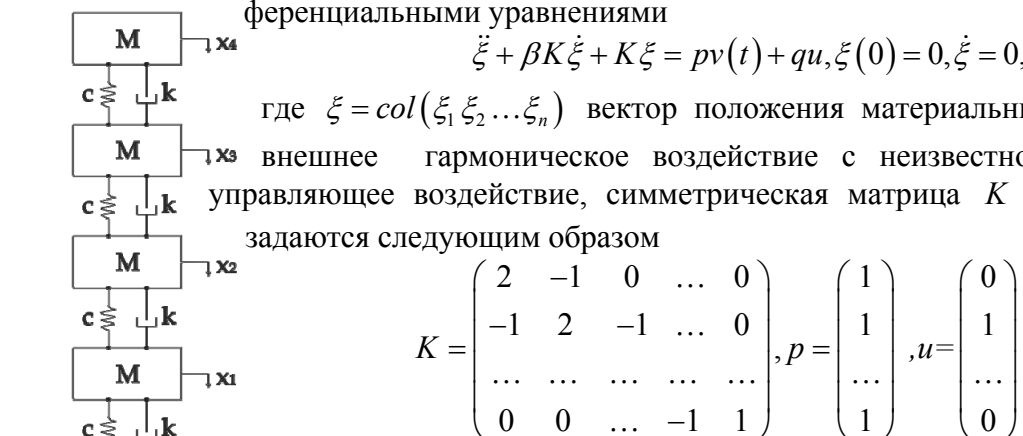 ференциальными уравнениями
ξ̈ + βKξ̇ + Kξ = pv(t) + qu, ξ(0) = 0, ξ̇ = 0,
где ξ = col(ξ₁ ξ₂ … ξₙ) вектор положения материальны
внешнее гармоническое воздействие с неизвестно
управляющее воздействие, симметрическая матрица K
задаются следующим образом
K = ( 2 −1 0 … 0 ; −1 2 −1 … 0 ; … … … … … ; 0 0 … −1 1 ), p = ( 1 ; 1 ; … ; 1 ) ,u= ( 0 ; 1 ; … ; 0 )
M x₄
c k
M x₃
c k
M x₂
c k
M x₁
c k